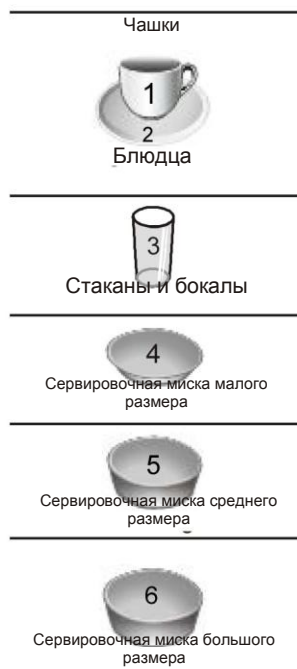 Чашки
1
2
Блюдца
3
Стаканы и бокалы
4
Сервировочная миска малого
размера
5
Сервировочная миска среднего
размера
6
Сервировочная миска большого
размера